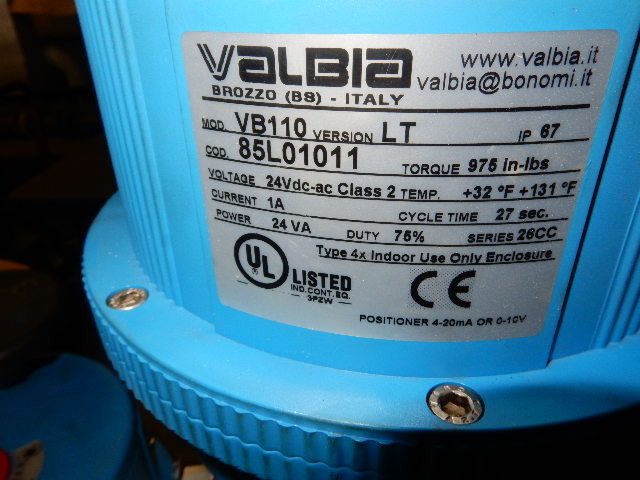 VALBIA
www.valbia.it
BROZZO (BS) - ITALY
valbia@bonomi.it
MOD. VB110 VERSION LT IP 67
COD. 85L01011 TORQUE 975 in-lbs
VOLTAGE 24Vdc-ac Class 2 TEMP. +32 °F +131 °F
CURRENT 1A CYCLE TIME 27 sec.
POWER 24 VA DUTY 75% SERIES 26CC
Type 4x Indoor Use Only Enclosure
UL LISTED
IND. CONT. EQ.
3PZW
CE
POSITIONER 4-20mA OR 0-10V